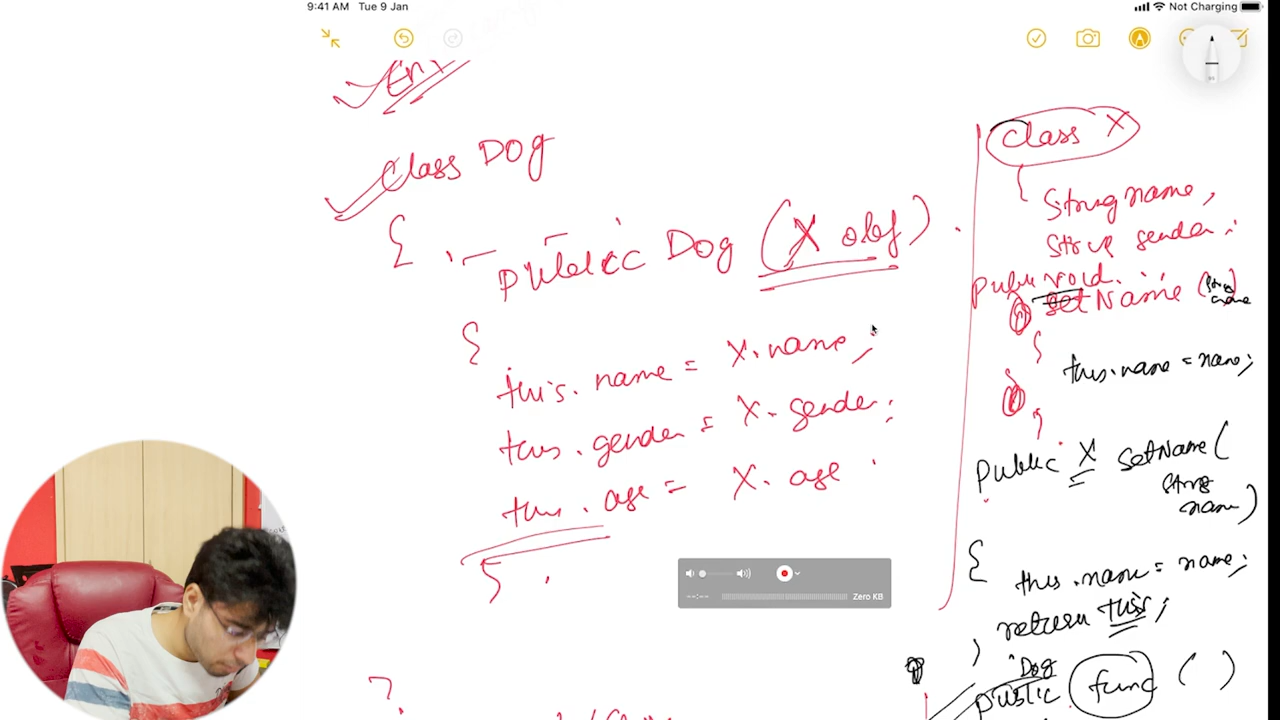 9:41 AM Tue 9 Jan
Not Charging
class Dog
{
public Dog (X obj)
{
this.name = X.name;
this.gender = X.gender;
this.age = X.age
}
--:--
Zero KB
class X
{
String name,
String gender;
public void.
set Name (String name)
{
this.name = name;
}
public X setName(
String
name)
{
this.name = name;
return this;
}
Dog
public func ( )